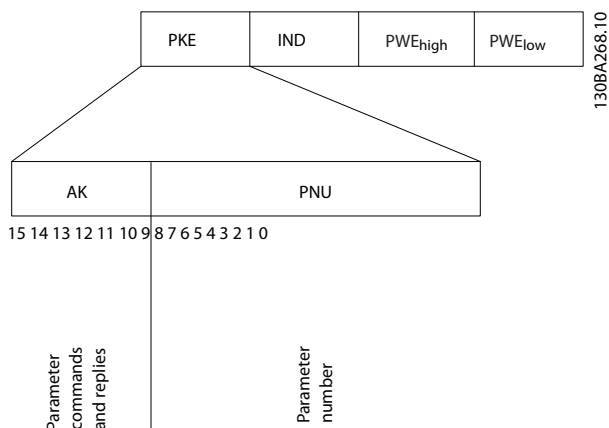 PKE IND PWEhigh PWElow
130BA268.10
AK PNU
15 14 13 12 11 10 9 8 7 6 5 4 3 2 1 0
Parameter
commands
and replies
Parameter
number